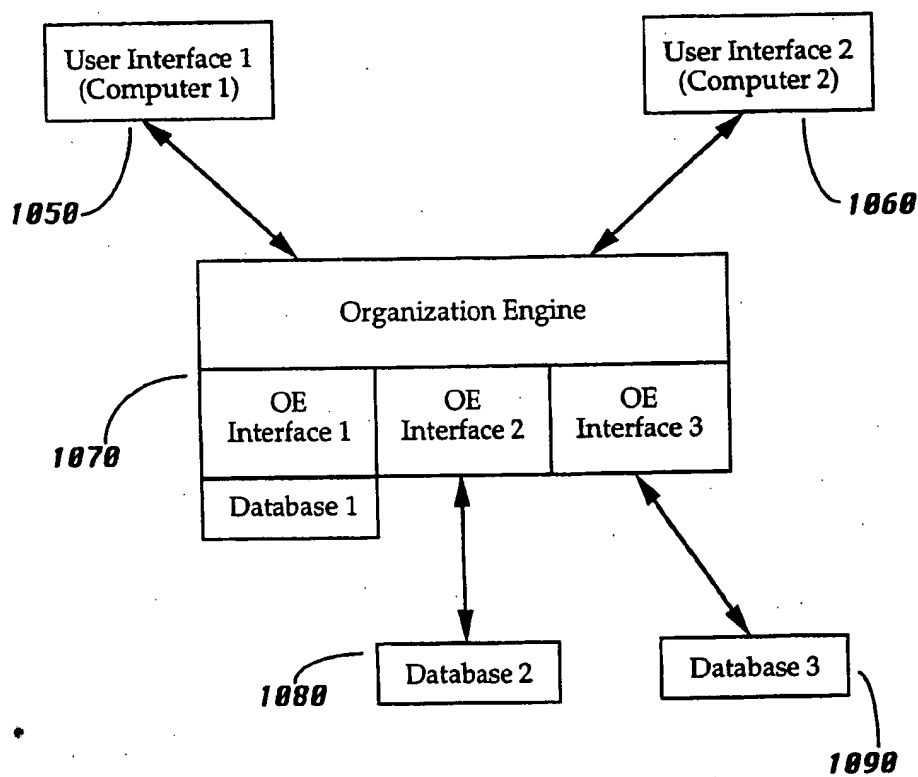 User Interface 1
(Computer 1)
User Interface 2
(Computer 2)
1050
1060
Organization Engine
OE
Interface 1
OE
Interface 2
OE
Interface 3
1070
Database 1
Database 2
Database 3
1080
1090